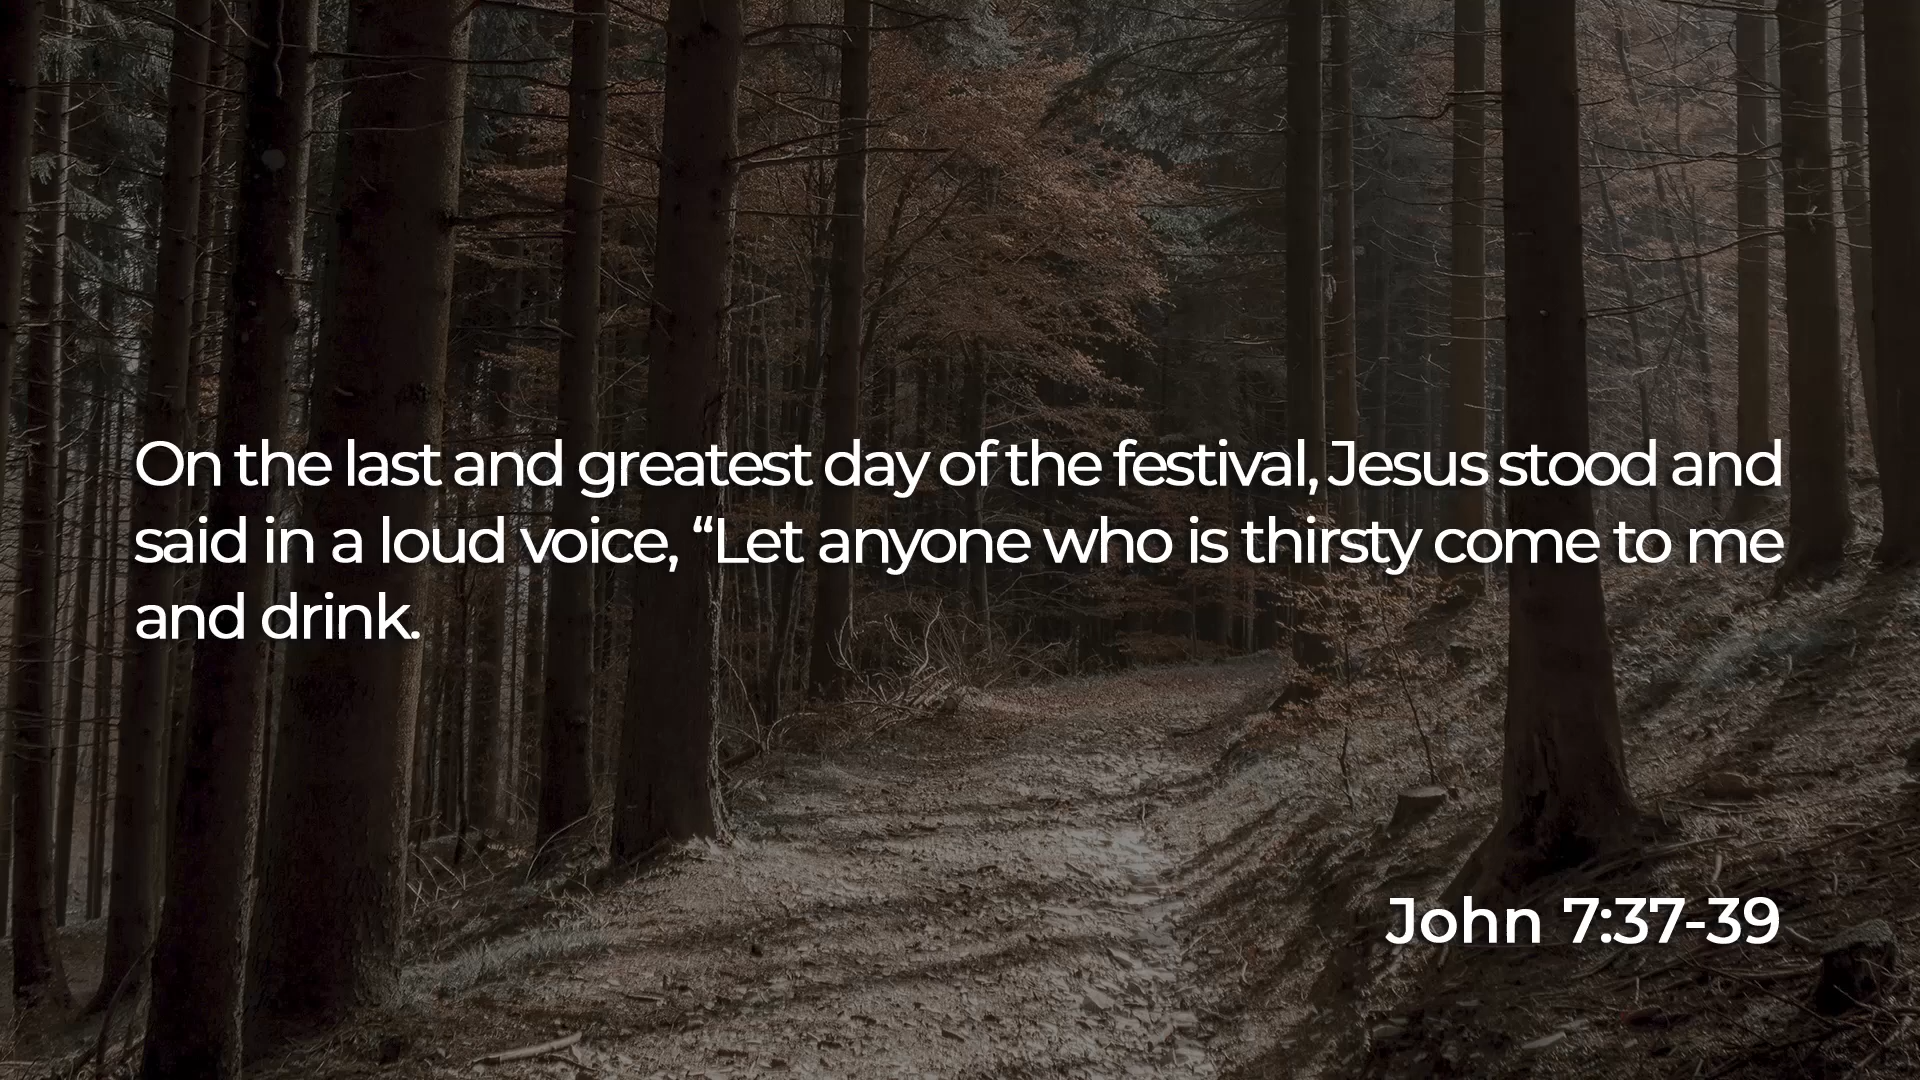 On the last and greatest day of the festival, Jesus stood and
said in a loud voice, “Let anyone who is thirsty come to me
and drink.
John 7:37-39